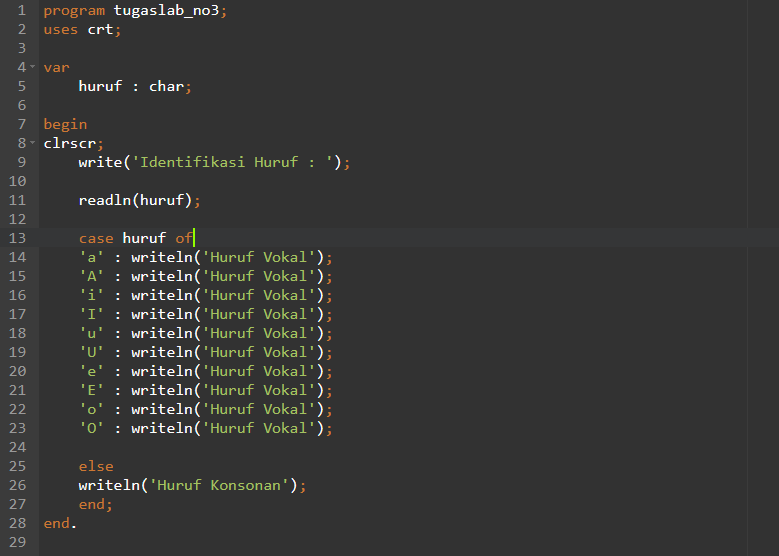 1 program tugaslab_no3;
2 uses crt;
3
4 var
5 huruf : char;
6
7 begin
8 clrscr;
9 write('Identifikasi Huruf : ');
10
11 readln(huruf);
12
13 case huruf of
14 'a' : writeln('Huruf Vokal');
15 'A' : writeln('Huruf Vokal');
16 'i' : writeln('Huruf Vokal');
17 'I' : writeln('Huruf Vokal');
18 'u' : writeln('Huruf Vokal');
19 'U' : writeln('Huruf Vokal');
20 'e' : writeln('Huruf Vokal');
21 'E' : writeln('Huruf Vokal');
22 'o' : writeln('Huruf Vokal');
23 'O' : writeln('Huruf Vokal');
24
25 else
26 writeln('Huruf Konsonan');
27 end;
28 end.
29